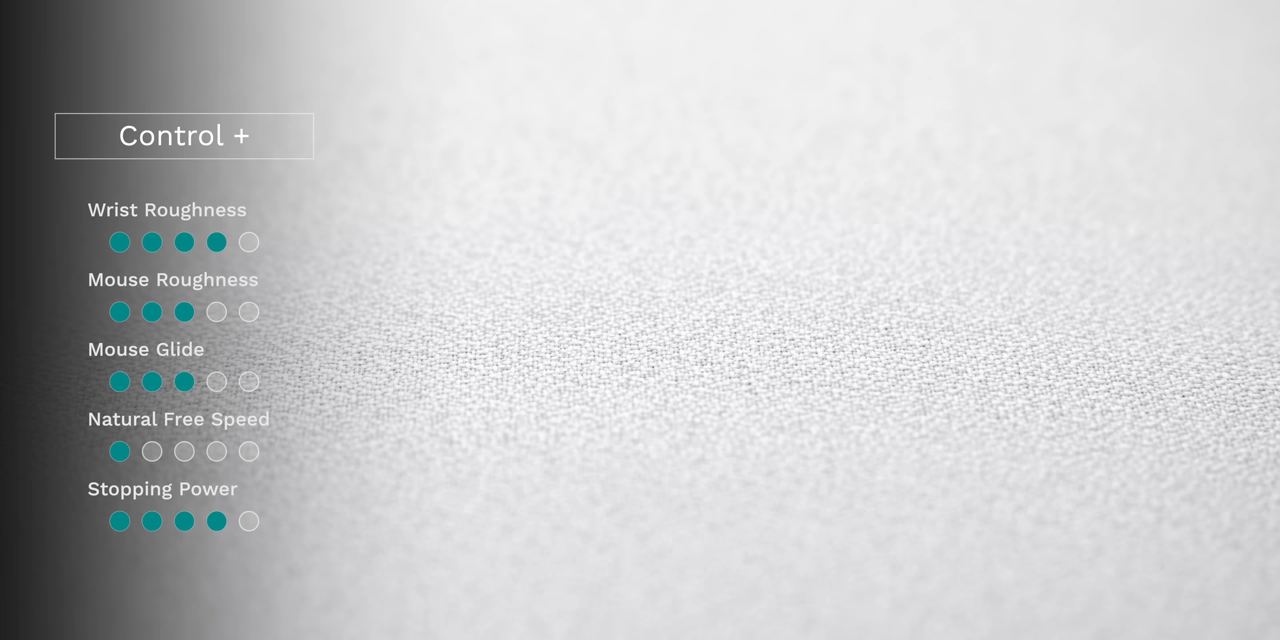 Control +
Wrist Roughness
Mouse Roughness
Mouse Glide
Natural Free Speed
Stopping Power